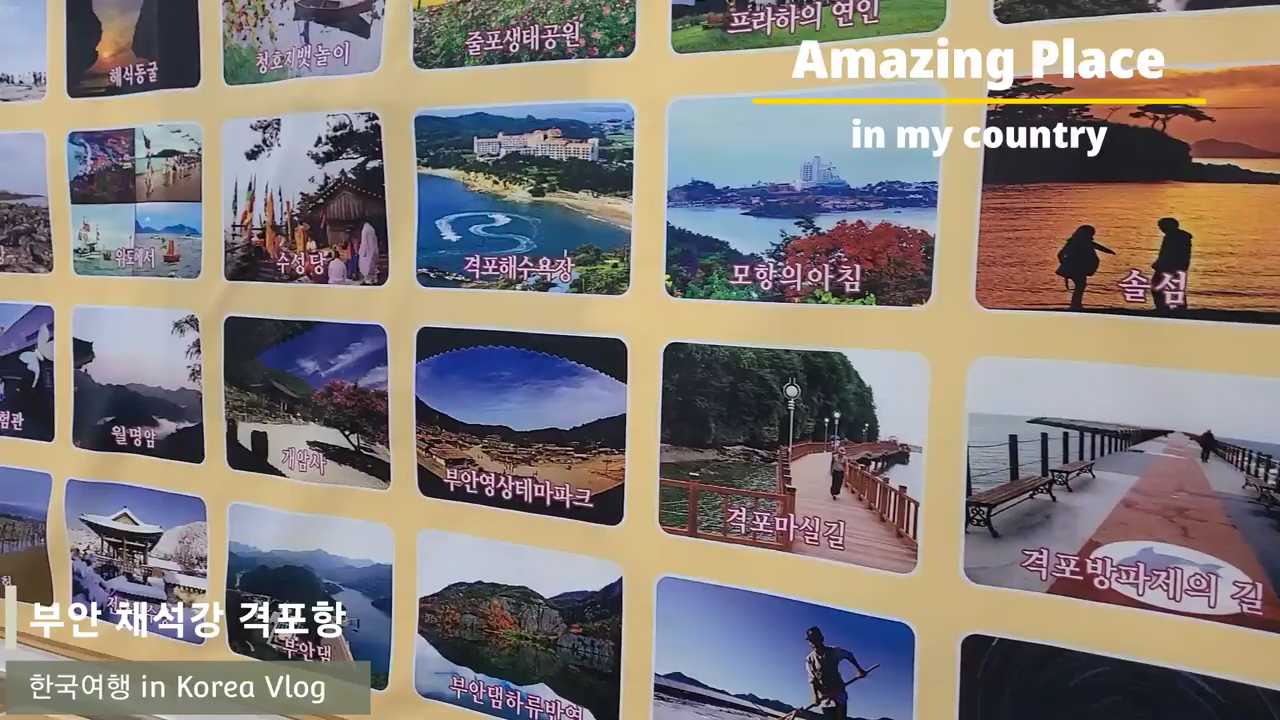 Amazing Place
in my country
해식동굴
청호지뱃놀이
줄포생태공원
프라하의 연인
위도에서
수성당
격포해수욕장
모항의아침
솔섬
험관
월명암
개암사
부안영상테마파크
격포마실길
격포방파제의 길
부안댐
부안댐하류반영
부안 채석강 격포항
한국여행 in Korea Vlog